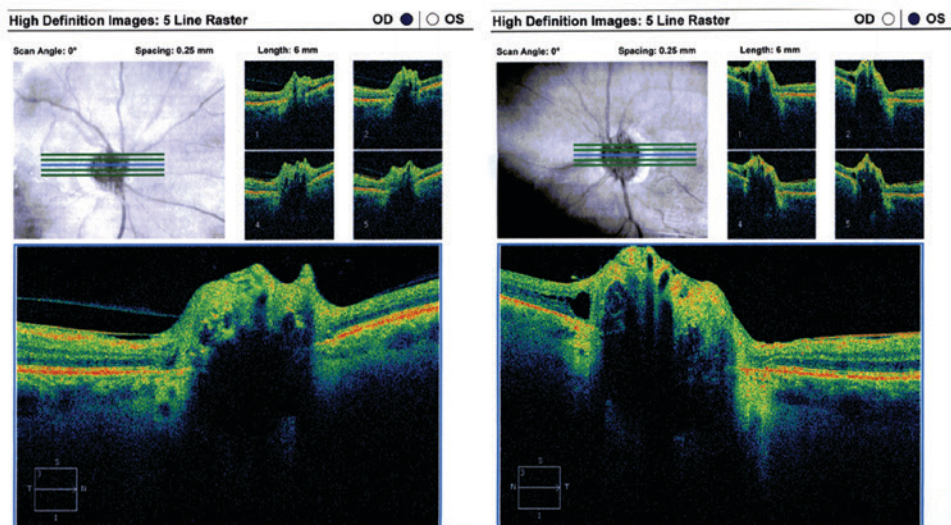 High Definition Images: 5 Line Raster OD OS
Scan Angle: 0° Spacing: 0.25 mm Length: 6 mm
1 2
4 5
3
S
T N
I
High Definition Images: 5 Line Raster OD OS
Scan Angle: 0° Spacing: 0.25 mm Length: 6 mm
1 2
4 5
3
S
N T
I